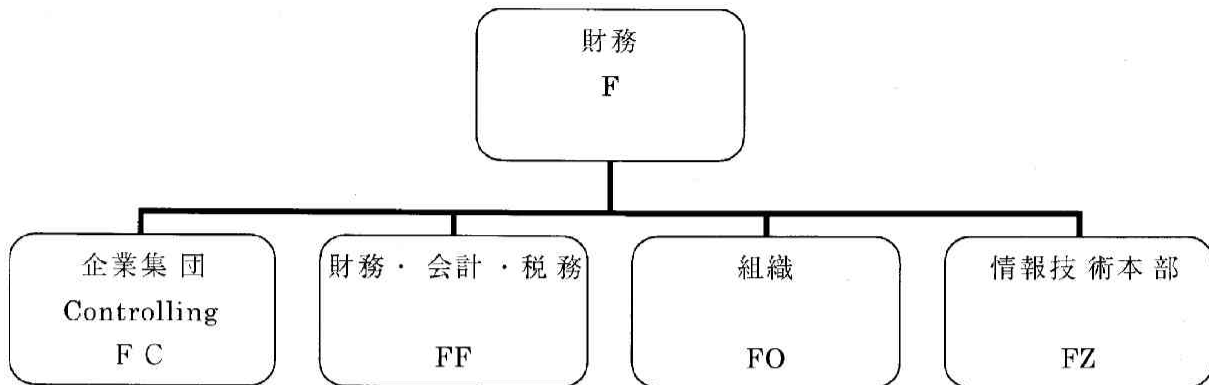 財務
F
企業集団
Controlling
FC
財務・会計・税務
FF
組織
FO
情報技術本部
FZ